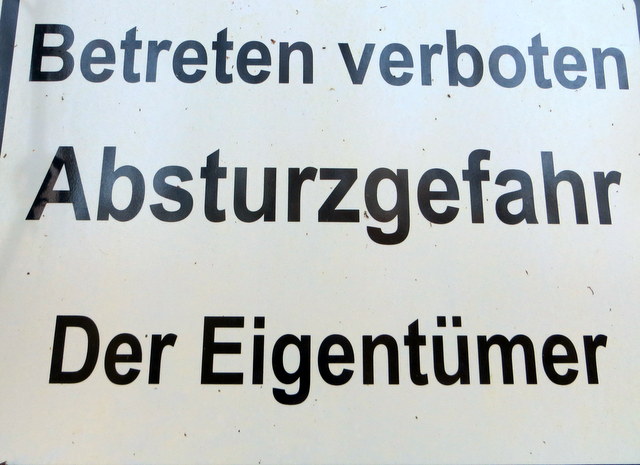 Betreten verboten
Absturzgefahr
Der Eigentümer